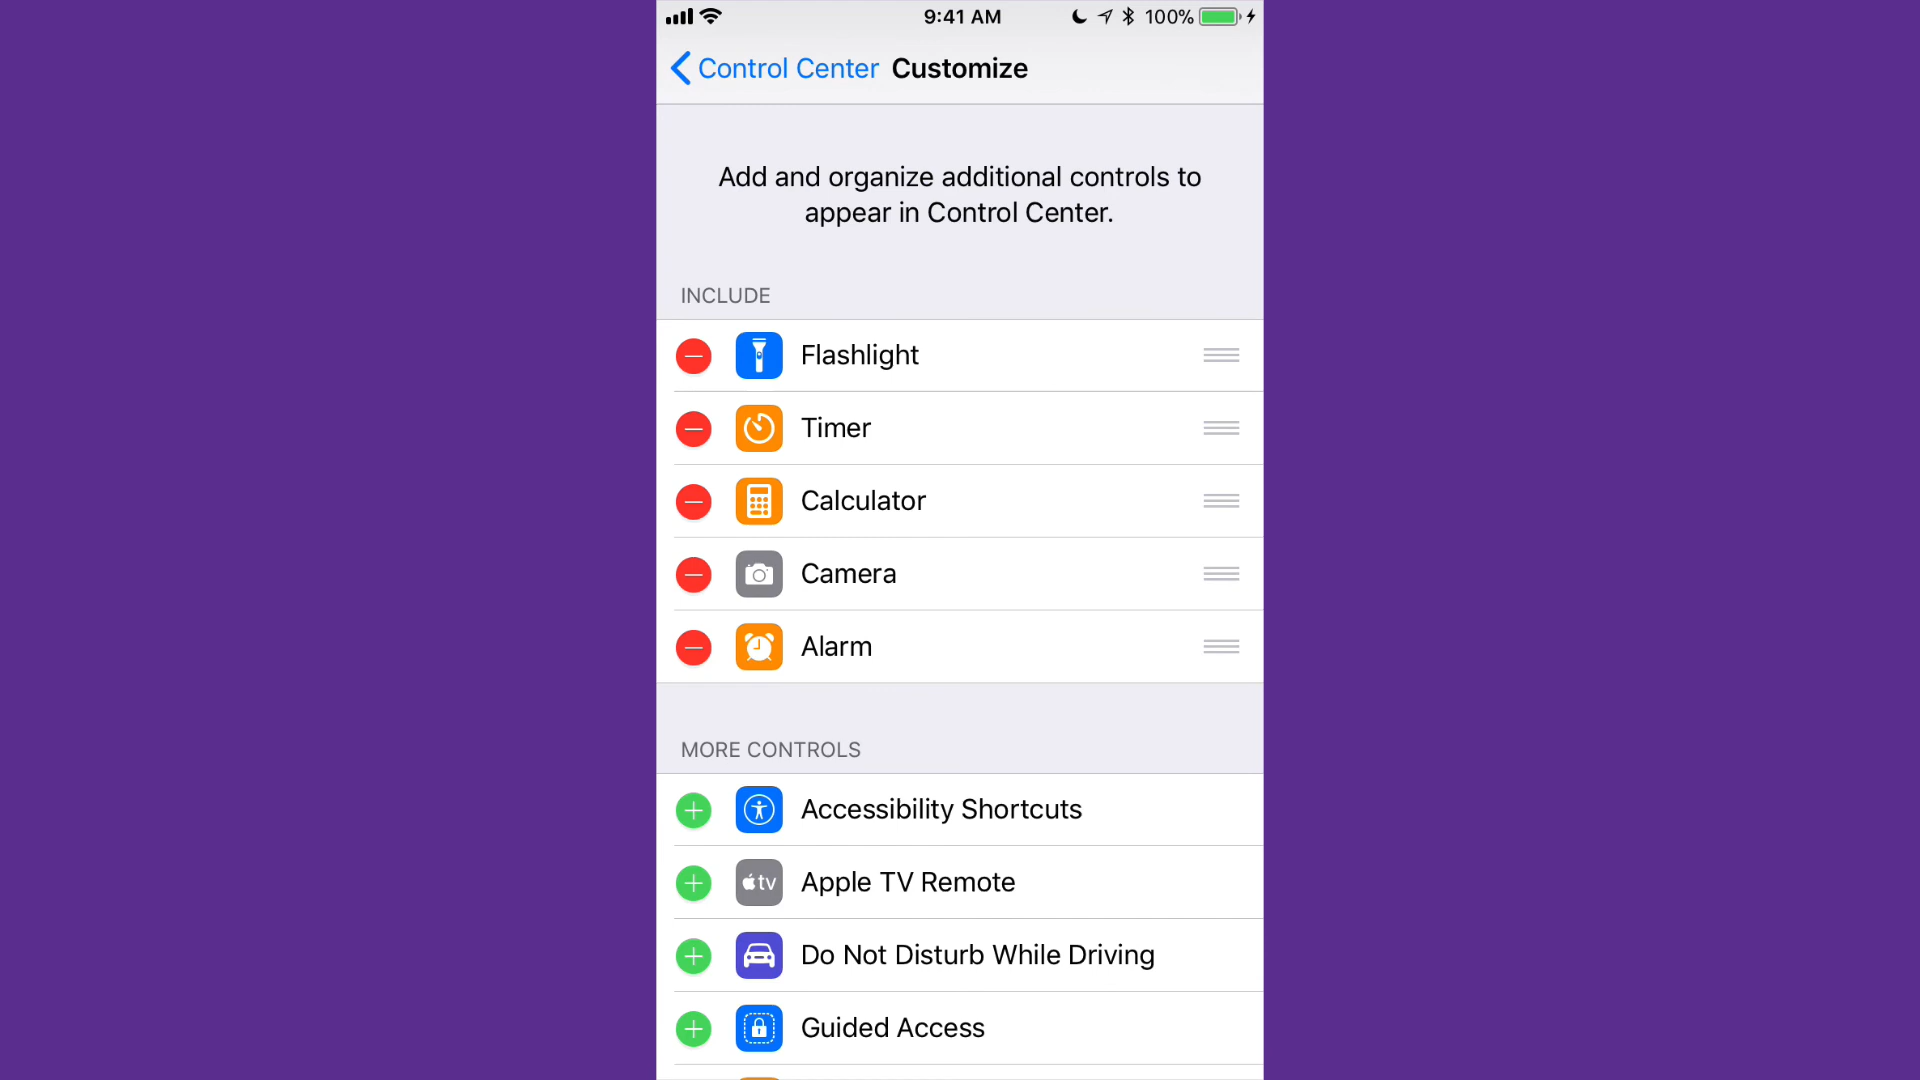 9:41 AM 100%
Control Center Customize
Add and organize additional controls to
appear in Control Center.
INCLUDE
Flashlight
Timer
Calculator
Camera
Alarm
MORE CONTROLS
Accessibility Shortcuts
tv Apple TV Remote
Do Not Disturb While Driving
Guided Access